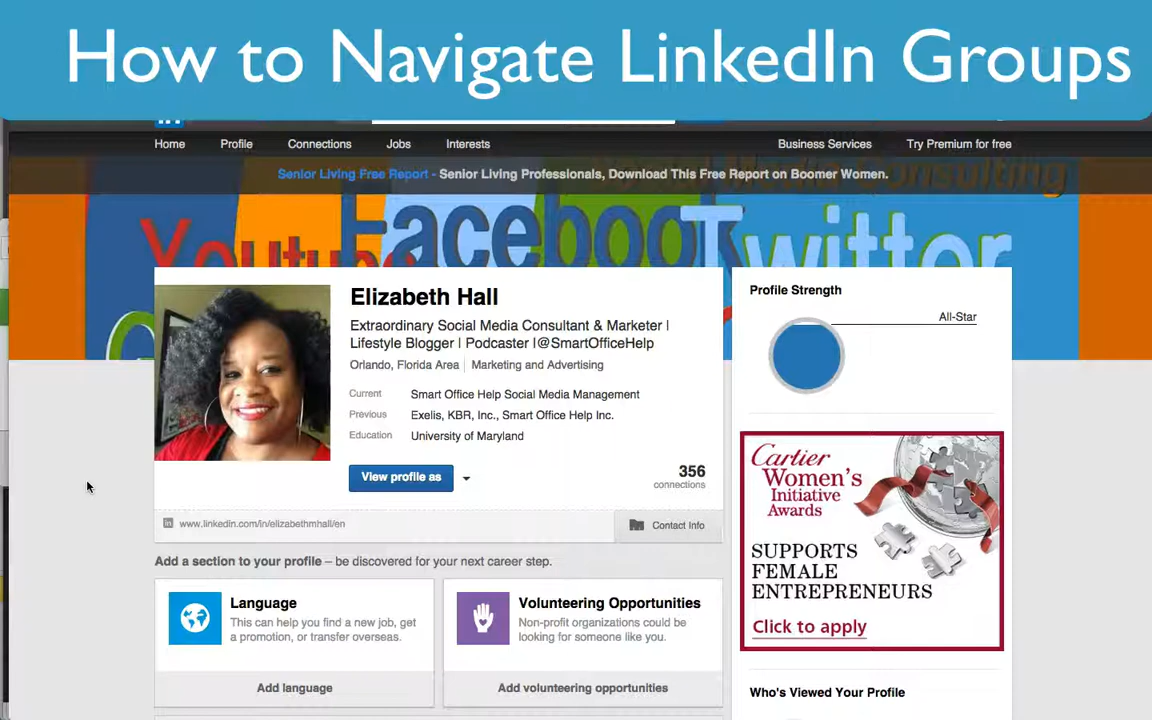 How to Navigate LinkedIn Groups
in
Home Profile Connections Jobs Interests Business Services Try Premium for free
Senior Living Free Report - Senior Living Professionals, Download This Free Report on Boomer Women.
Consulting
Youtube Facebook Twitter
Elizabeth Hall
Extraordinary Social Media Consultant & Marketer |
Lifestyle Blogger | Podcaster |@SmartOfficeHelp
Orlando, Florida Area | Marketing and Advertising
Current Smart Office Help Social Media Management
Previous Exelis, KBR, Inc., Smart Office Help Inc.
Education University of Maryland
View profile as
356
connections
in www.linkedin.com/in/elizabethmhall/en
Contact Info
Profile Strength
All-Star
Cartier
Women's
Initiative
Awards
SUPPORTS
FEMALE
ENTREPRENEURS
Click to apply
Add a section to your profile – be discovered for your next career step.
Language
This can help you find a new job, get
a promotion, or transfer overseas.
Add language
Volunteering Opportunities
Non-profit organizations could be
looking for someone like you.
Add volunteering opportunities
Who's Viewed Your Profile